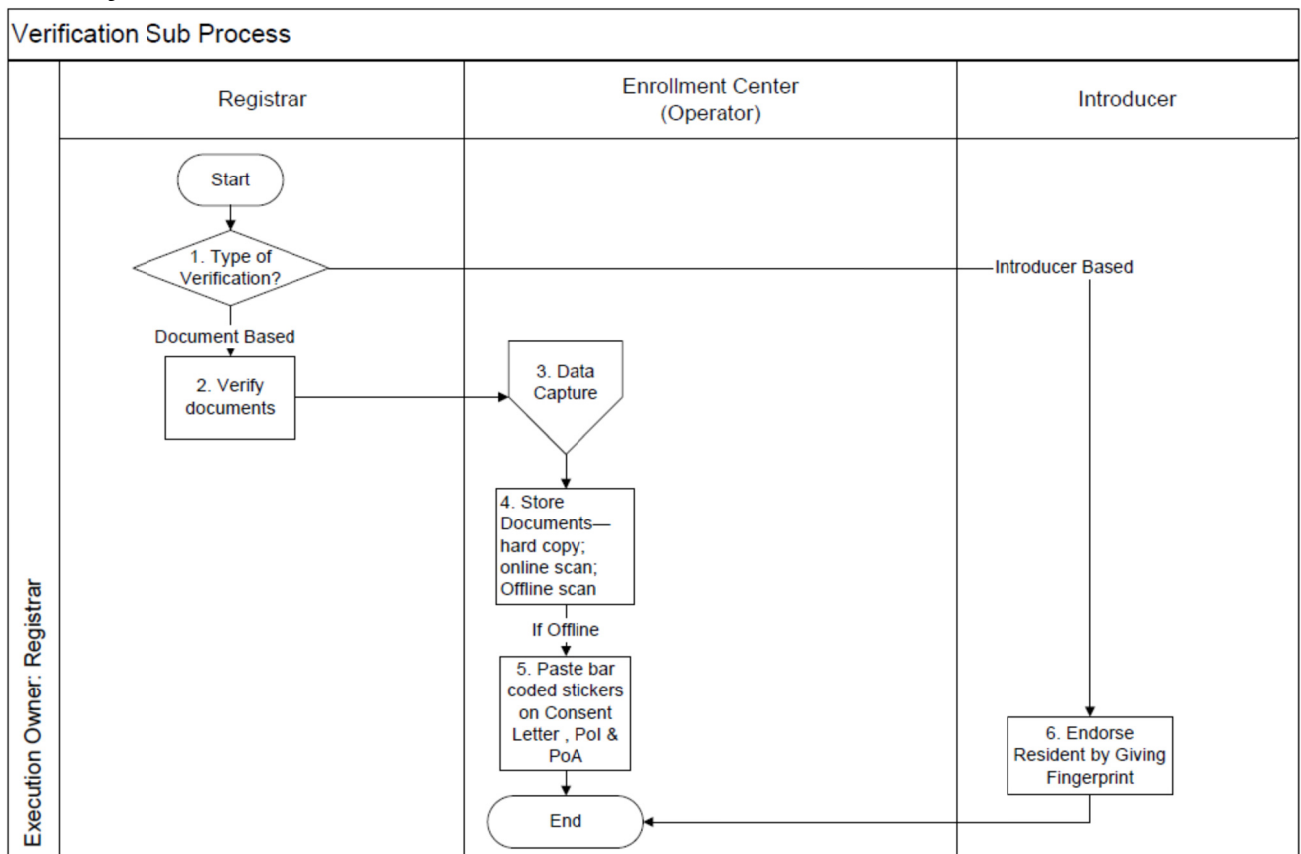 Verification Sub Process
Registrar
Enrollment Center
(Operator)
Introducer
Start
1. Type of
Verification?
Introducer Based
Document Based
2. Verify
documents
3. Data
Capture
4. Store
Documents—
hard copy;
online scan;
Offline scan
If Offline
5. Paste bar
coded stickers
on Consent
Letter , PoI &
PoA
6. Endorse
Resident by Giving
Fingerprint
End
Execution Owner: Registrar